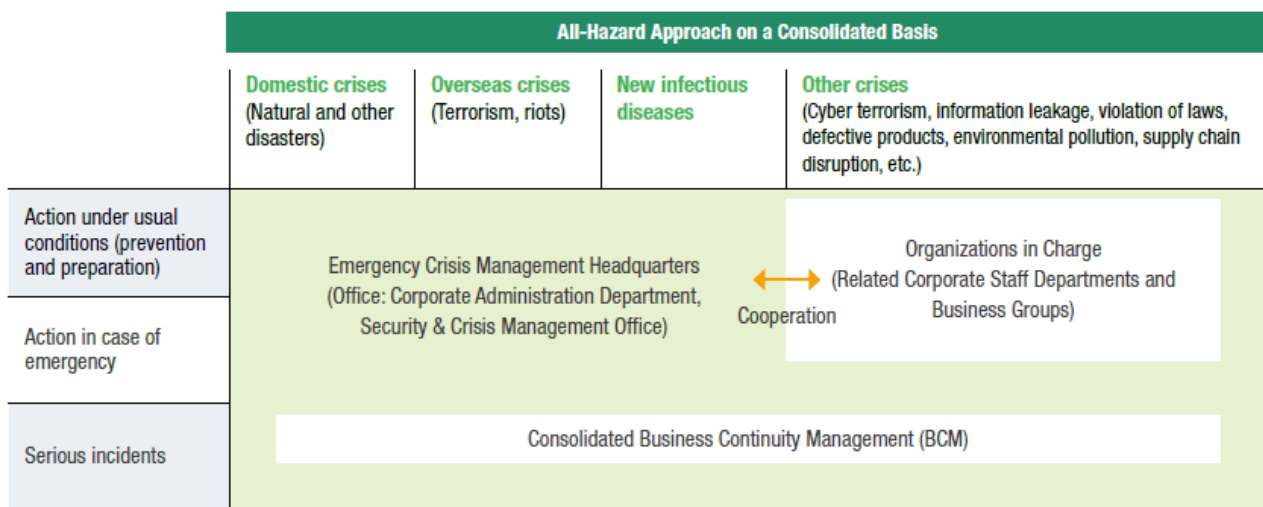 All-Hazard Approach on a Consolidated Basis
Domestic crises
(Natural and other
disasters)
Overseas crises
(Terrorism, riots)
New infectious
diseases
Other crises
(Cyber terrorism, information leakage, violation of laws,
defective products, environmental pollution, supply chain
disruption, etc.)
Action under usual
conditions (prevention
and preparation)
Emergency Crisis Management Headquarters
(Office: Corporate Administration Department,
Security & Crisis Management Office)
Cooperation
Organizations in Charge
(Related Corporate Staff Departments and
Business Groups)
Action in case of
emergency
Serious incidents
Consolidated Business Continuity Management (BCM)